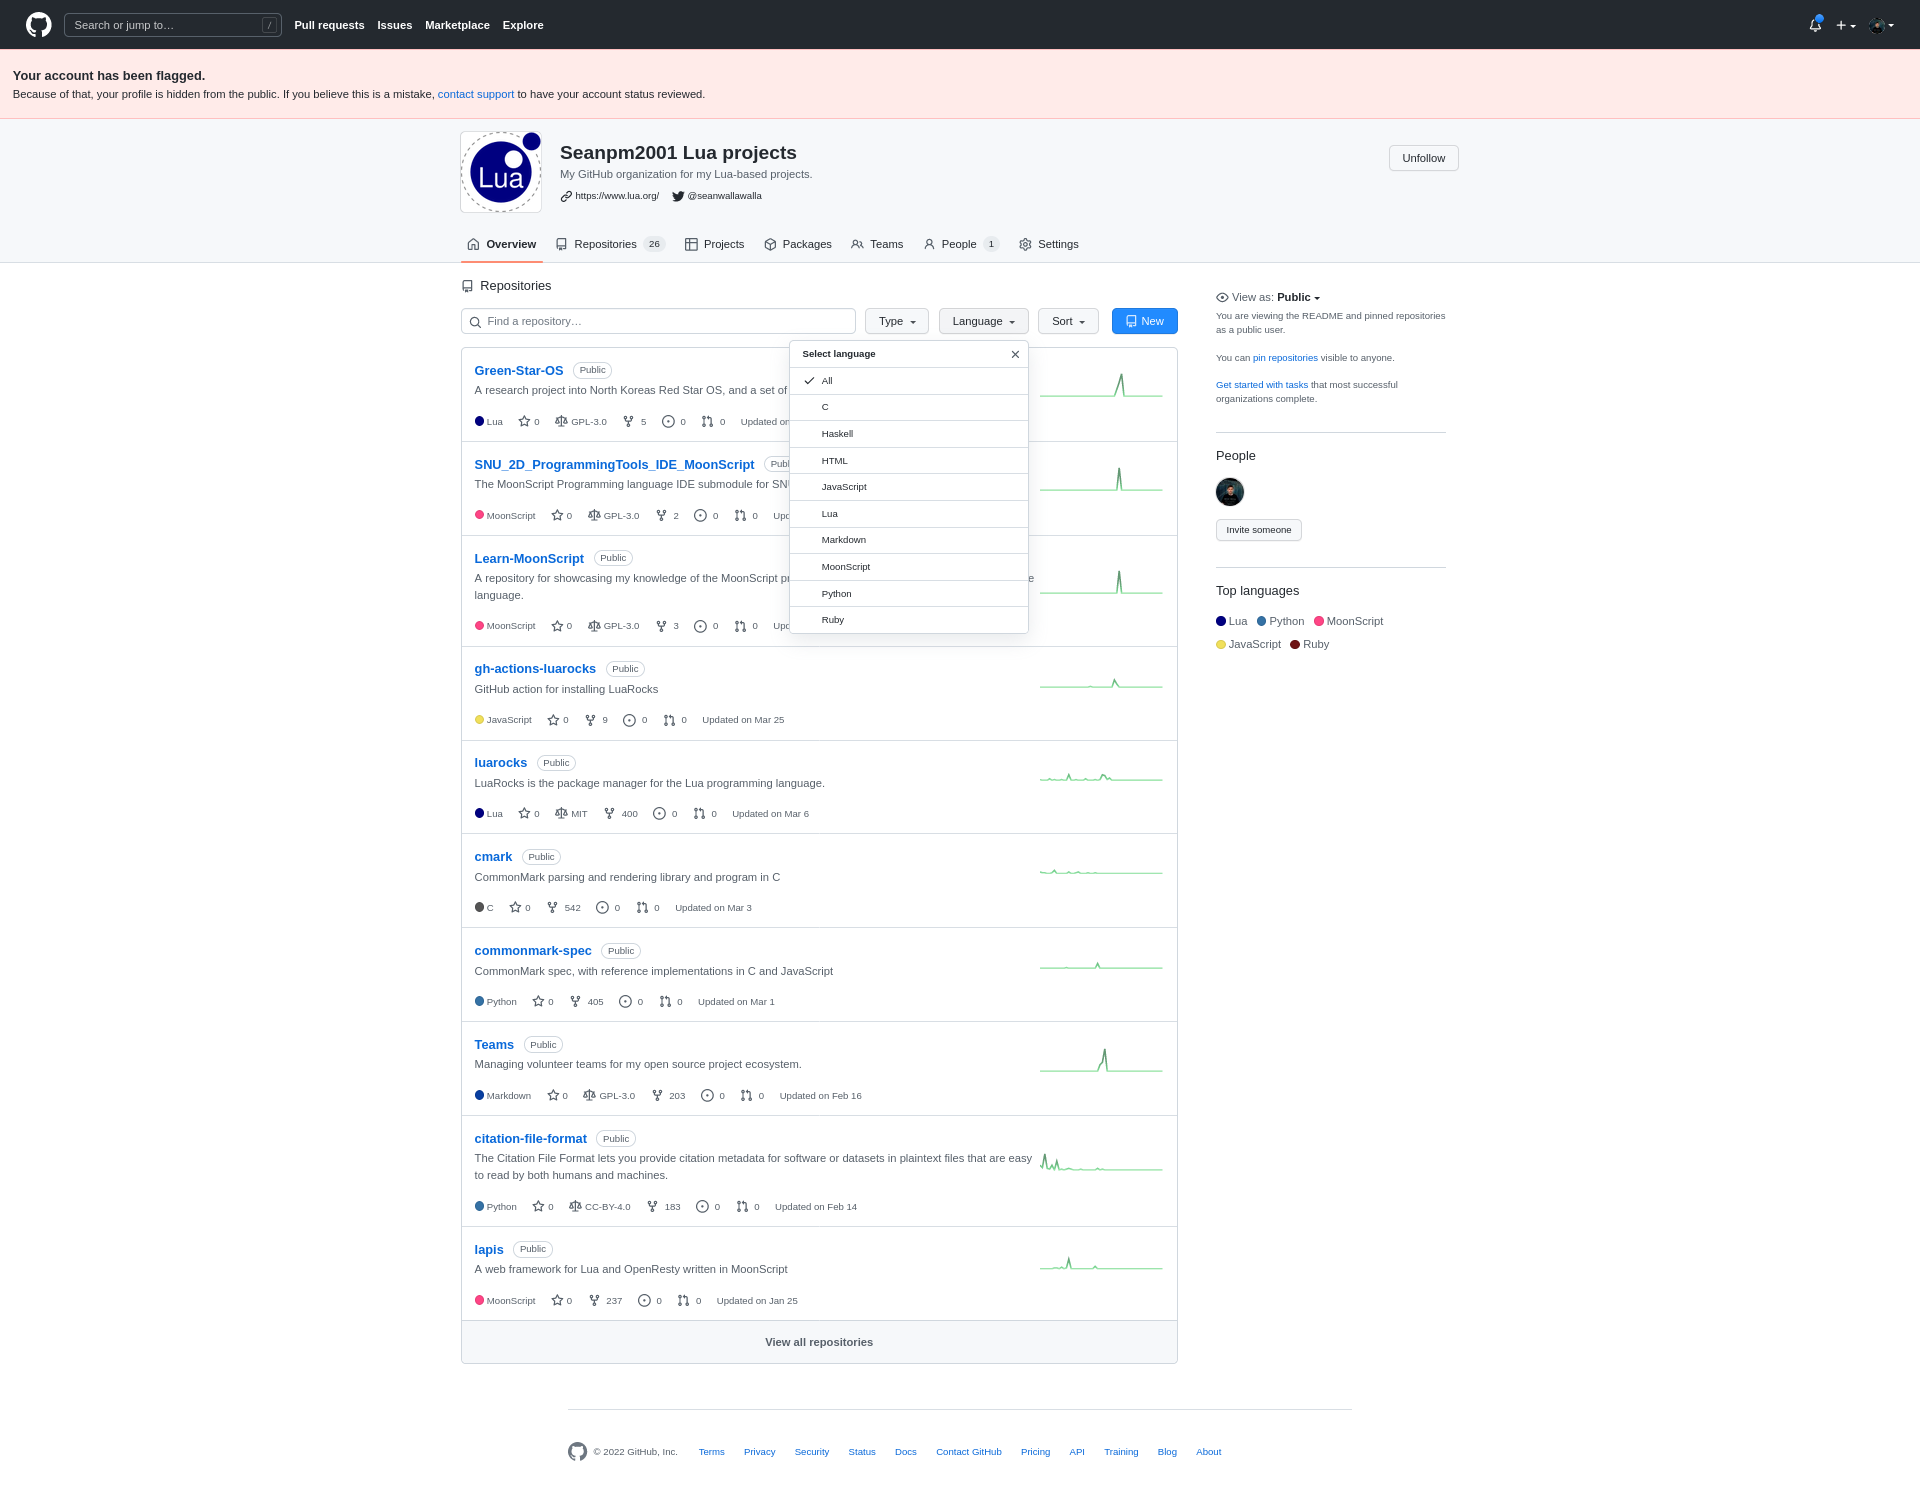 Search or jump to… /
Pull requests Issues Marketplace Explore
Your account has been flagged.
Because of that, your profile is hidden from the public. If you believe this is a mistake, contact support to have your account status reviewed.
Lua
Seanpm2001 Lua projects
My GitHub organization for my Lua-based projects.
https://www.lua.org/ @seanwallawalla
Unfollow
Overview Repositories 26 Projects Packages Teams People 1 Settings
Repositories
Find a repository… Type Language Sort New
Select language
All
C
Haskell
HTML
JavaScript
Lua
Markdown
MoonScript
Python
Ruby
Green-Star-OS Public
A research project into North Koreas Red Star OS, and a set of
Lua 0 GPL-3.0 5 0 0 Updated on
SNU_2D_ProgrammingTools_IDE_MoonScript
The MoonScript Programming language IDE submodule for
MoonScript 0 GPL-3.0 2 0 0
Learn-MoonScript Public
A repository for showcasing my knowledge of the MoonScript
language.
MoonScript 0 GPL-3.0 3 0 0
gh-actions-luarocks Public
GitHub action for installing LuaRocks
JavaScript 0 9 0 0 Updated on Mar 25
luarocks Public
LuaRocks is the package manager for the Lua programming language.
Lua 0 MIT 400 0 0 Updated on Mar 6
cmark Public
CommonMark parsing and rendering library and program in C
C 0 542 0 0 Updated on Mar 3
commonmark-spec Public
CommonMark spec, with reference implementations in C and JavaScript
Python 0 405 0 0 Updated on Mar 1
Teams Public
Managing volunteer teams for my open source project ecosystem.
Markdown 0 GPL-3.0 203 0 0 Updated on Feb 16
citation-file-format Public
The Citation File Format lets you provide citation metadata for software or datasets in plaintext files that are easy
to read by both humans and machines.
Python 0 CC-BY-4.0 183 0 0 Updated on Feb 14
lapis Public
A web framework for Lua and OpenResty written in MoonScript
MoonScript 0 237 0 0 Updated on Jan 25
View all repositories
View as: Public
You are viewing the README and pinned repositories
as a public user.
You can pin repositories visible to anyone.
Get started with tasks that most successful
organizations complete.
People
Invite someone
Top languages
Lua Python MoonScript
JavaScript Ruby
© 2022 GitHub, Inc. Terms Privacy Security Status Docs Contact GitHub Pricing API Training Blog About